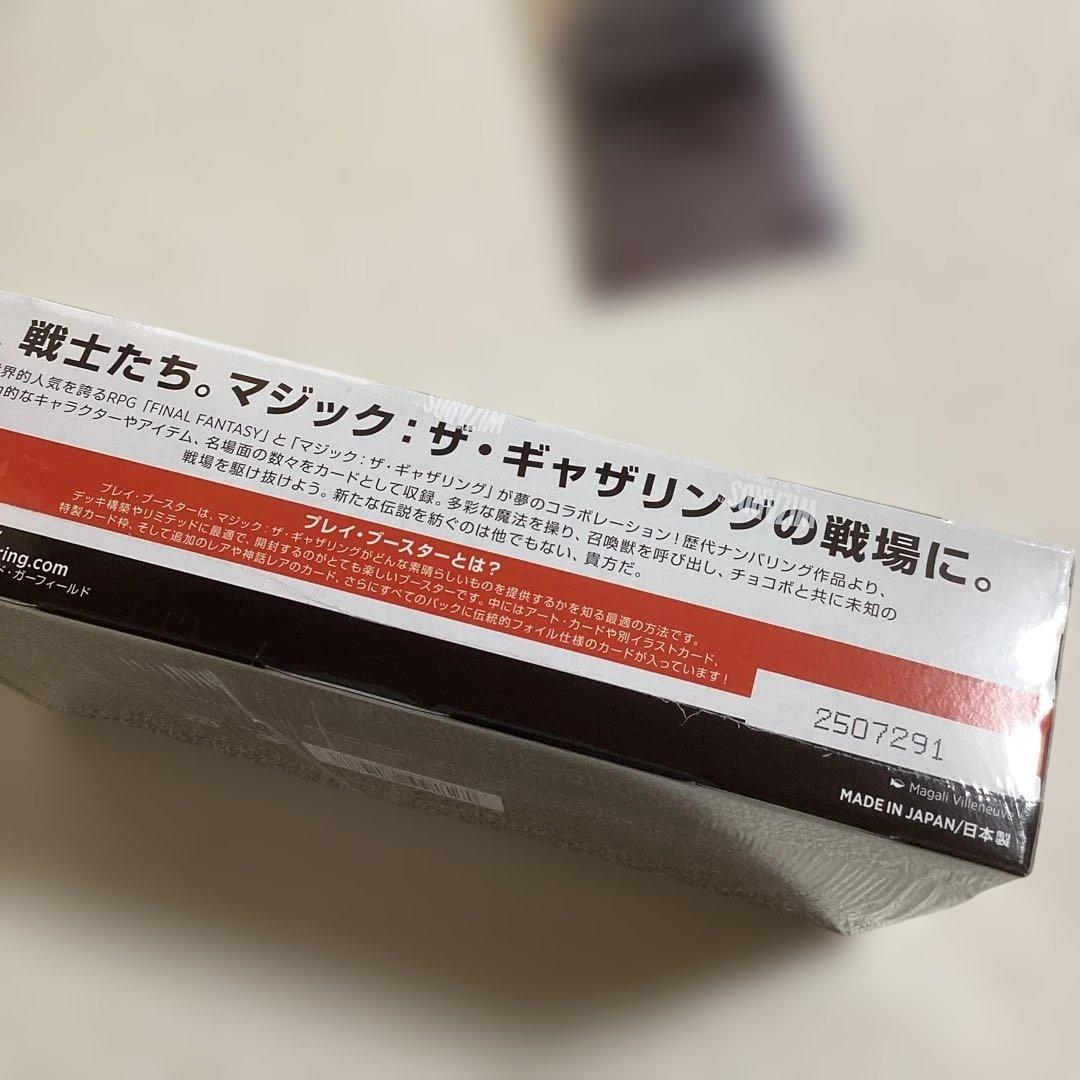 戦士たち。マジック：ザ・ギャザリングの戦場に。
界的人気を誇るRPG「FINAL FANTASY」と「マジック：ザ・ギャザリング」が夢のコラボレーション！歴代ナンバリング作品より、
的なキャラクターやアイテム、名場面の数々をカードとして収録。多彩な魔法を操り、召喚獣を呼び出し、チョコボと共に未知の
戦場を駆け抜けよう。新たな伝説を紡ぐのは他でもない、貴方だ。
プレイ・ブースターとは？
プレイ・ブースターは、マジック：ザ・ギャザリングがどんな素晴らしいものを提供するかを知る最適の方法です。
デッキ構築やリミテッドに最適で、開封するのがとても楽しいブースターです。中にはアート・カードや別イラストカード、
特製カード枠、そして追加のレアや神話レアのカード、さらにすべてのパックに伝統的フォイル仕様のカードが入っています！
ring.com
ド・ガーフィールド
2507291
Magali Villeneuve
MADE IN JAPAN/日本製
WIZARDS
WIZARDS